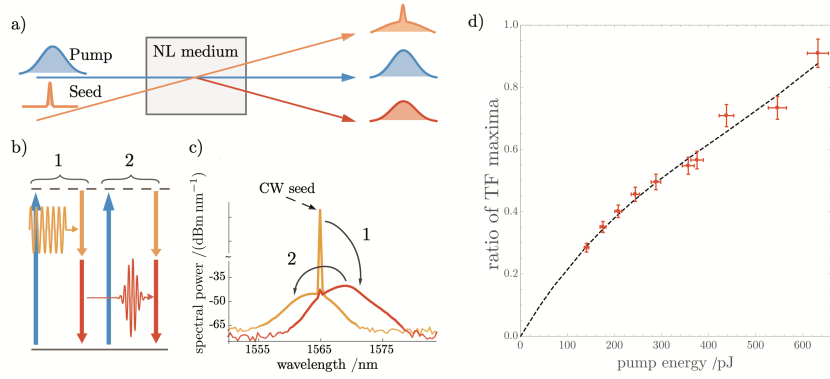 a)
Pump
Seed
NL medium
b)
1
2
c)
CW seed
1
2
spectral power /(dBm nm⁻¹)
~
-35
-50
-65
1555
1565
1575
wavelength /nm
d)
ratio of TF maxima
1.0
0.8
0.6
0.4
0.2
0.0
0
100
200
300
400
500
600
pump energy /pJ